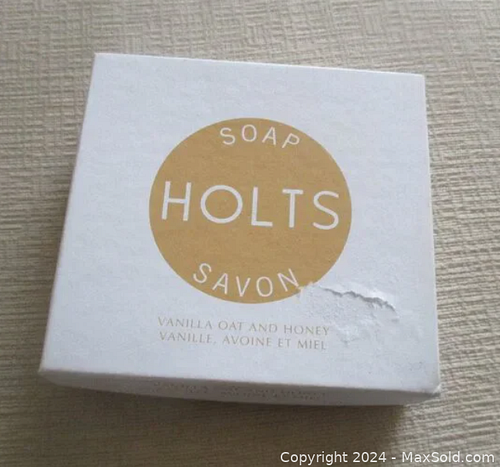 SOAP
HOLTS
SAVON
VANILLA OAT AND HONEY
VANILLE, AVOINE ET MIEL
Copyright 2024 - MaxSold.com